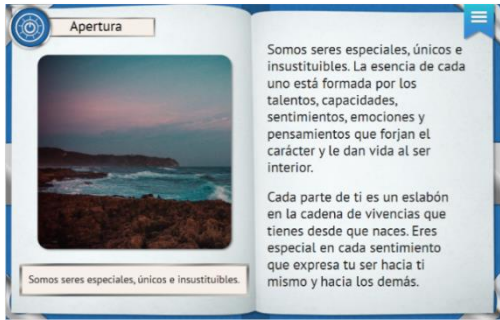 Apertura
Somos seres especiales, únicos e insustituibles.
Somos seres especiales, únicos e
insustituibles. La esencia de cada
uno está formada por los
talentos, capacidades,
sentimientos, emociones y
pensamientos que forjan el
carácter y le dan vida al ser
interior.
Cada parte de ti es un eslabón
en la cadena de vivencias que
tienes desde que naces. Eres
especial en cada sentimiento
que expresa tu ser hacia ti
mismo y hacia los demás.